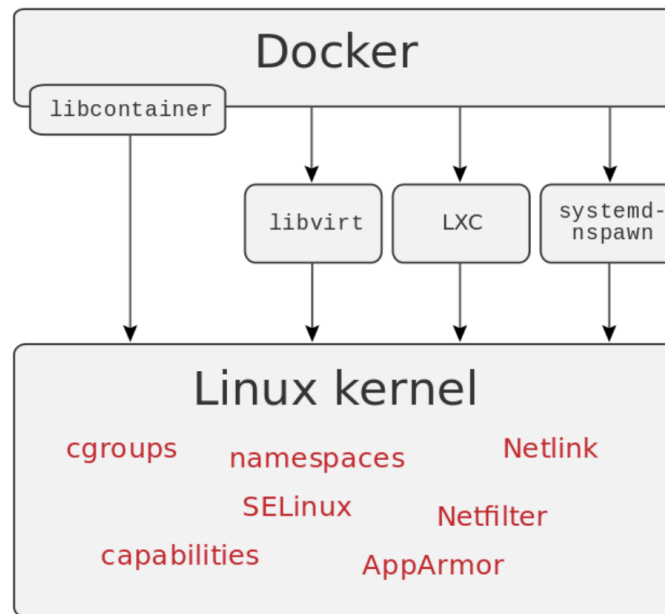 Docker
libcontainer
libvirt
LXC
systemd-
nspawn
Linux kernel
cgroups
namespaces
Netlink
SELinux
Netfilter
capabilities
AppArmor